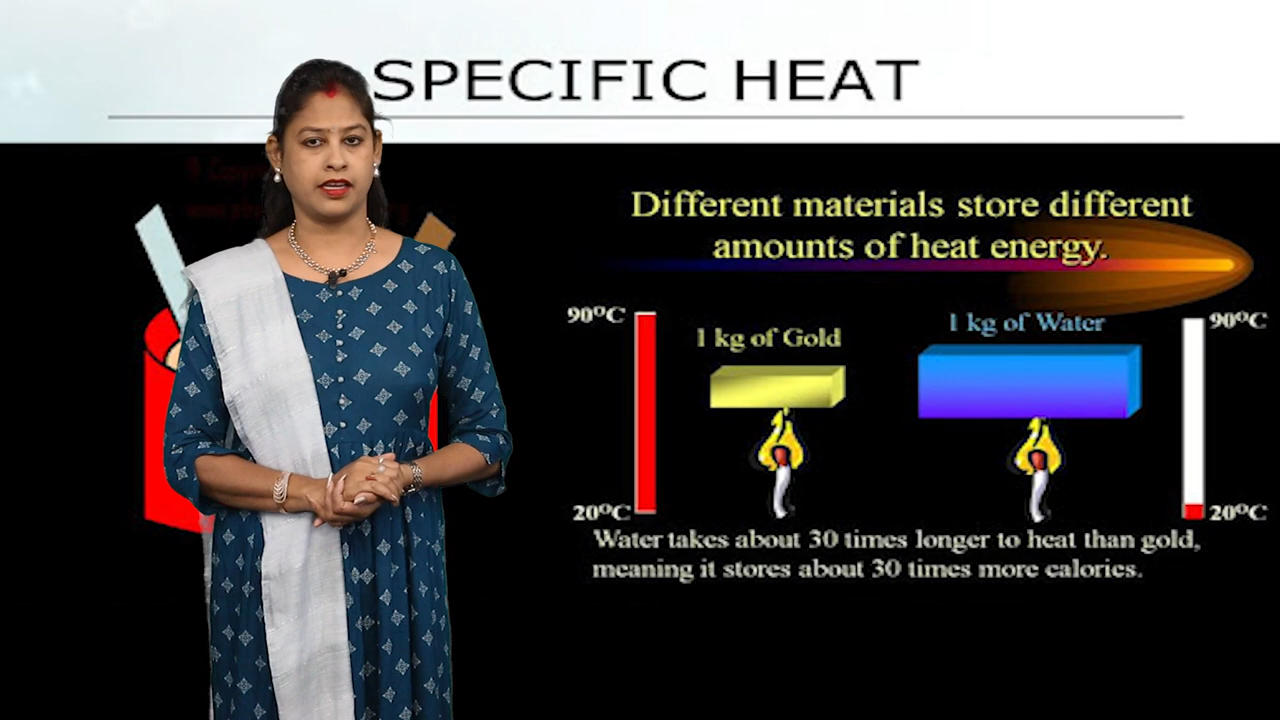 SPECIFIC HEAT
Different materials store different
amounts of heat energy.
90°C
1 kg of Gold
1 kg of Water
90°C
20°C
20°C
Water takes about 30 times longer to heat than gold,
meaning it stores about 30 times more calories.